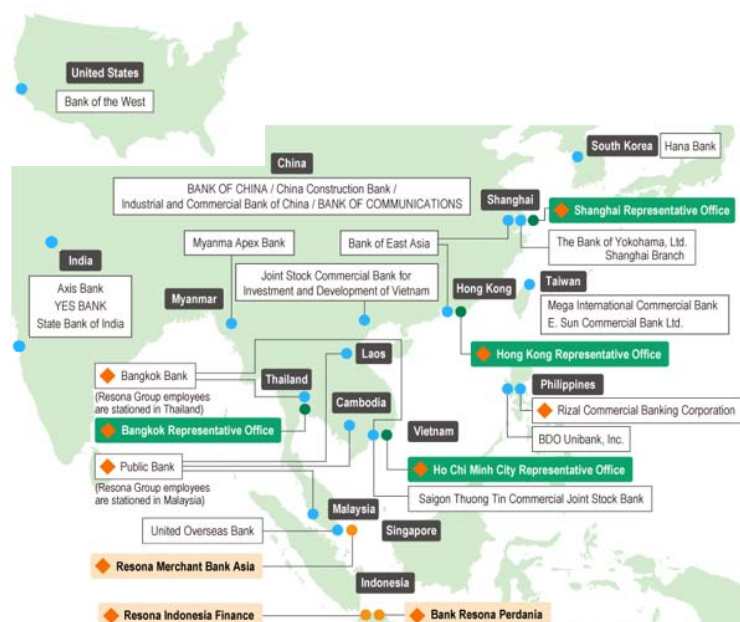 United States
Bank of the West
South Korea
Hana Bank
China
BANK OF CHINA / China Construction Bank /
Industrial and Commercial Bank of China / BANK OF COMMUNICATIONS
Shanghai
Shanghai Representative Office
The Bank of Yokohama, Ltd.
Shanghai Branch
India
Axis Bank
YES BANK
State Bank of India
Myanma Apex Bank
Bank of East Asia
Myanmar
Joint Stock Commercial Bank for
Investment and Development of Vietnam
Hong Kong
Taiwan
Mega International Commercial Bank
E. Sun Commercial Bank Ltd.
Hong Kong Representative Office
Laos
Bangkok Bank
(Resona Group employees
are stationed in Thailand)
Thailand
Bangkok Representative Office
Cambodia
Philippines
Rizal Commercial Banking Corporation
BDO Unibank, Inc.
Vietnam
Ho Chi Minh City Representative Office
Saigon Thuong Tin Commercial Joint Stock Bank
Public Bank
(Resona Group employees
are stationed in Malaysia)
Malaysia
United Overseas Bank
Singapore
Resona Merchant Bank Asia
Indonesia
Resona Indonesia Finance
Bank Resona Perdania